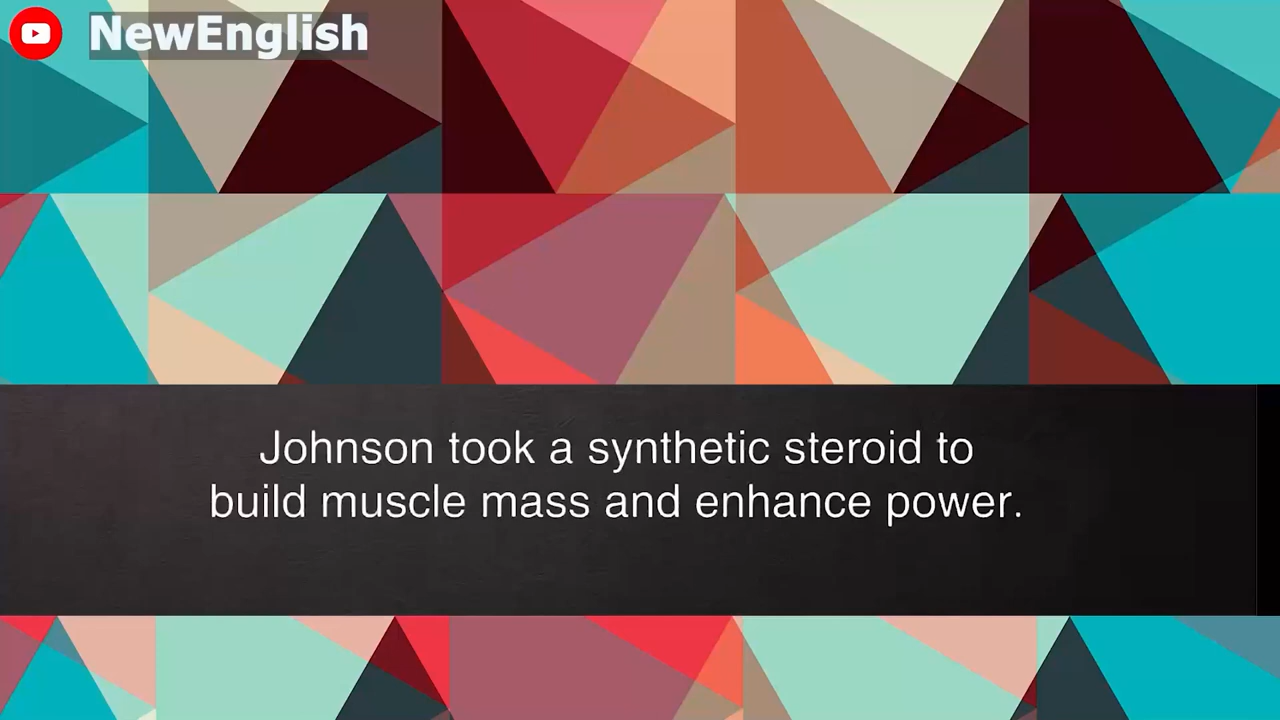 NewEnglish
Johnson took a synthetic steroid to
build muscle mass and enhance power.